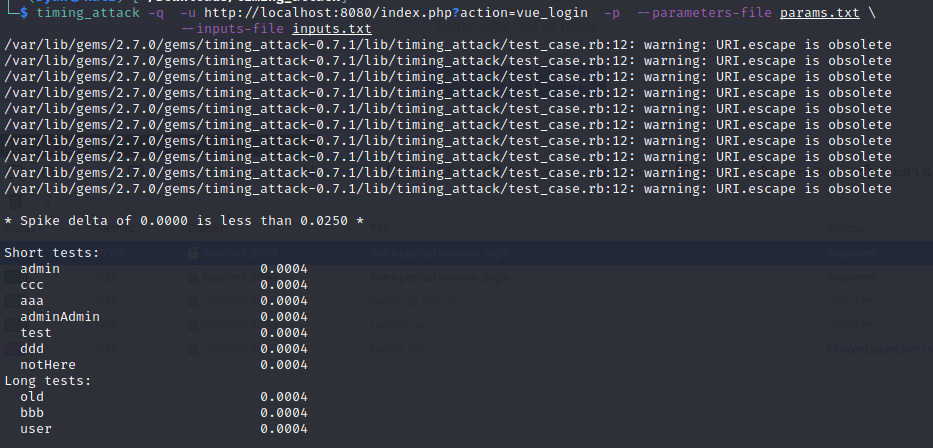 $ timing_attack -q -u http://localhost:8080/index.php?action=vue_login -p --parameters-file params.txt \
--inputs-file inputs.txt
/var/lib/gems/2.7.0/gems/timing_attack-0.7.1/lib/timing_attack/test_case.rb:12: warning: URI.escape is obsolete
/var/lib/gems/2.7.0/gems/timing_attack-0.7.1/lib/timing_attack/test_case.rb:12: warning: URI.escape is obsolete
/var/lib/gems/2.7.0/gems/timing_attack-0.7.1/lib/timing_attack/test_case.rb:12: warning: URI.escape is obsolete
/var/lib/gems/2.7.0/gems/timing_attack-0.7.1/lib/timing_attack/test_case.rb:12: warning: URI.escape is obsolete
/var/lib/gems/2.7.0/gems/timing_attack-0.7.1/lib/timing_attack/test_case.rb:12: warning: URI.escape is obsolete
/var/lib/gems/2.7.0/gems/timing_attack-0.7.1/lib/timing_attack/test_case.rb:12: warning: URI.escape is obsolete
/var/lib/gems/2.7.0/gems/timing_attack-0.7.1/lib/timing_attack/test_case.rb:12: warning: URI.escape is obsolete
/var/lib/gems/2.7.0/gems/timing_attack-0.7.1/lib/timing_attack/test_case.rb:12: warning: URI.escape is obsolete
/var/lib/gems/2.7.0/gems/timing_attack-0.7.1/lib/timing_attack/test_case.rb:12: warning: URI.escape is obsolete
/var/lib/gems/2.7.0/gems/timing_attack-0.7.1/lib/timing_attack/test_case.rb:12: warning: URI.escape is obsolete
* Spike delta of 0.0000 is less than 0.0250 *
Short tests:
admin 0.0004
ccc 0.0004
aaa 0.0004
adminAdmin 0.0004
test 0.0004
ddd 0.0004
notHere 0.0004
Long tests:
old 0.0004
bbb 0.0004
user 0.0004